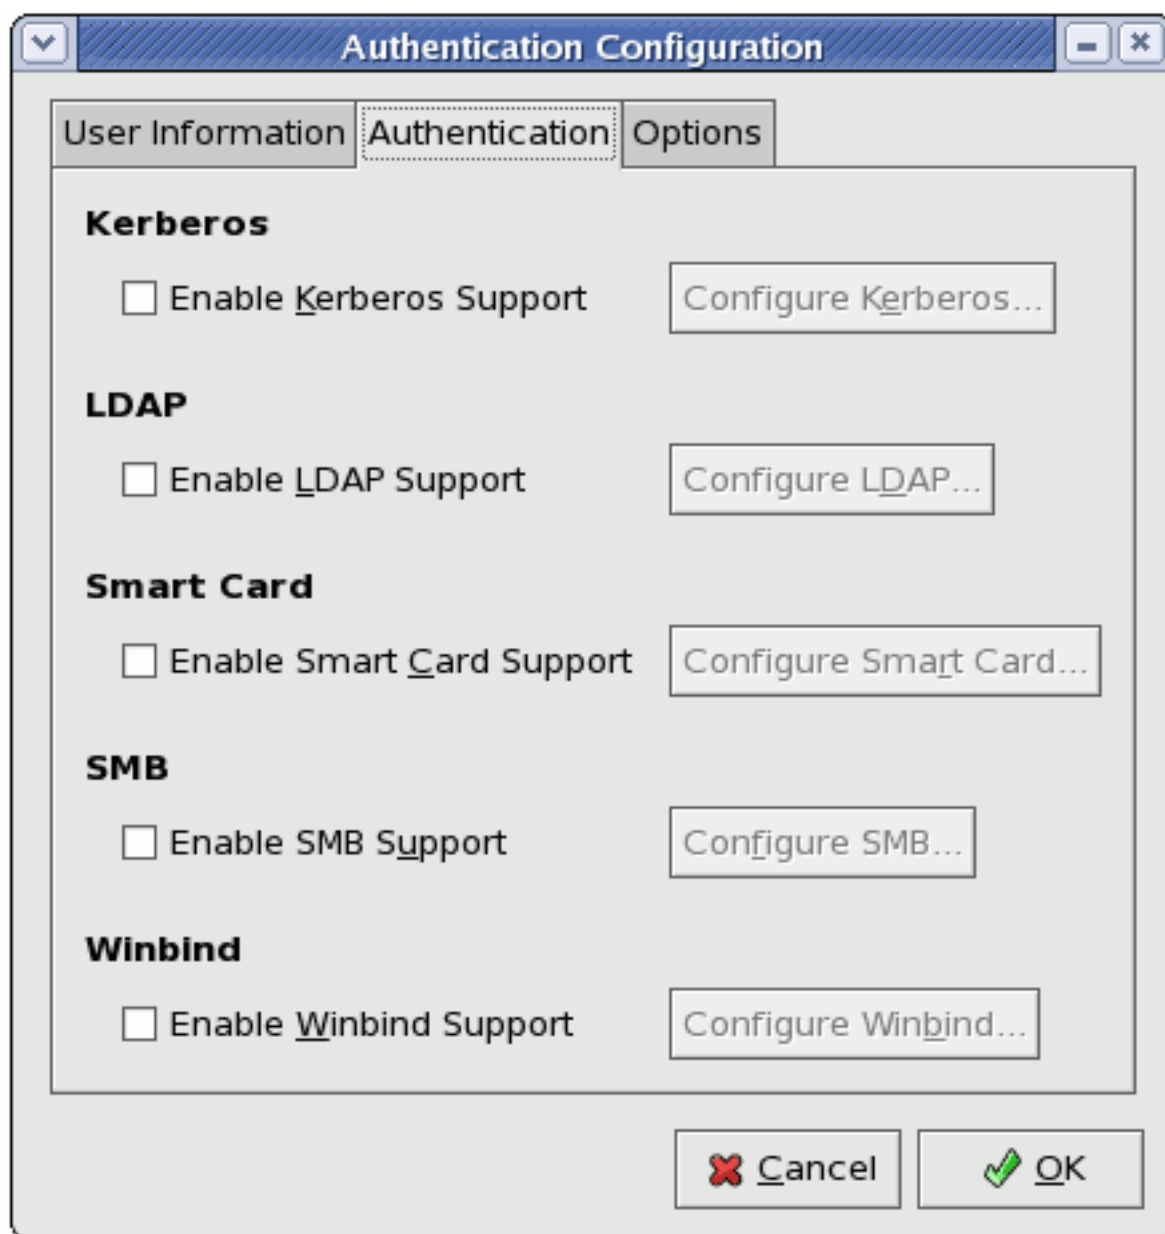 Authentication Configuration
User Information Authentication Options
Kerberos
Enable Kerberos Support Configure Kerberos...
LDAP
Enable LDAP Support Configure LDAP...
Smart Card
Enable Smart Card Support Configure Smart Card...
SMB
Enable SMB Support Configure SMB...
Winbind
Enable Winbind Support Configure Winbind...
Cancel OK